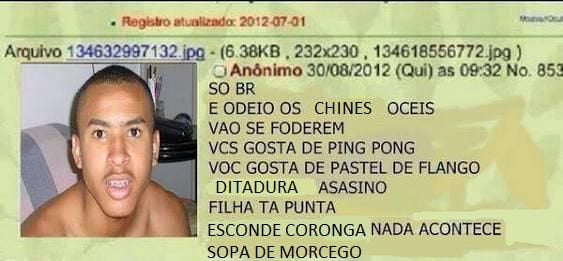 • Registro atualizado: 2012-07-01
Arquivo 134632997132.jpg - (6.38KB , 232x230 , 134618556772.jpg )
Anônimo 30/08/2012 (Qui) as 09:32 No. 853
SO BR
E ODEIO OS CHINES OCEIS
VAO SE FODEREM
VCS GOSTA DE PING PONG
VOC GOSTA DE PASTEL DE FLANGO
DITADURA ASASINO
FILHA TA PUNTA
ESCONDE CORONGA NADA ACONTECE
SOPA DE MORCEGO